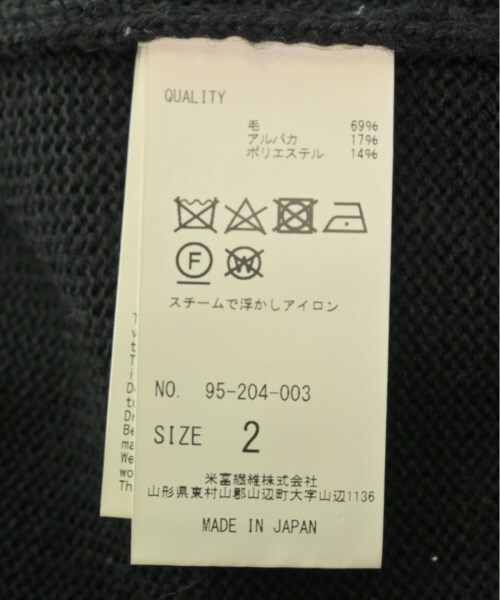 QUALITY
毛 69%
アルパカ 17%
ポリエステル 14%
F
W
スチームで浮かしアイロン
NO. 95-204-003
SIZE 2
米富繊維株式会社
山形県東村山郡山辺町大字山辺1136
MADE IN JAPAN